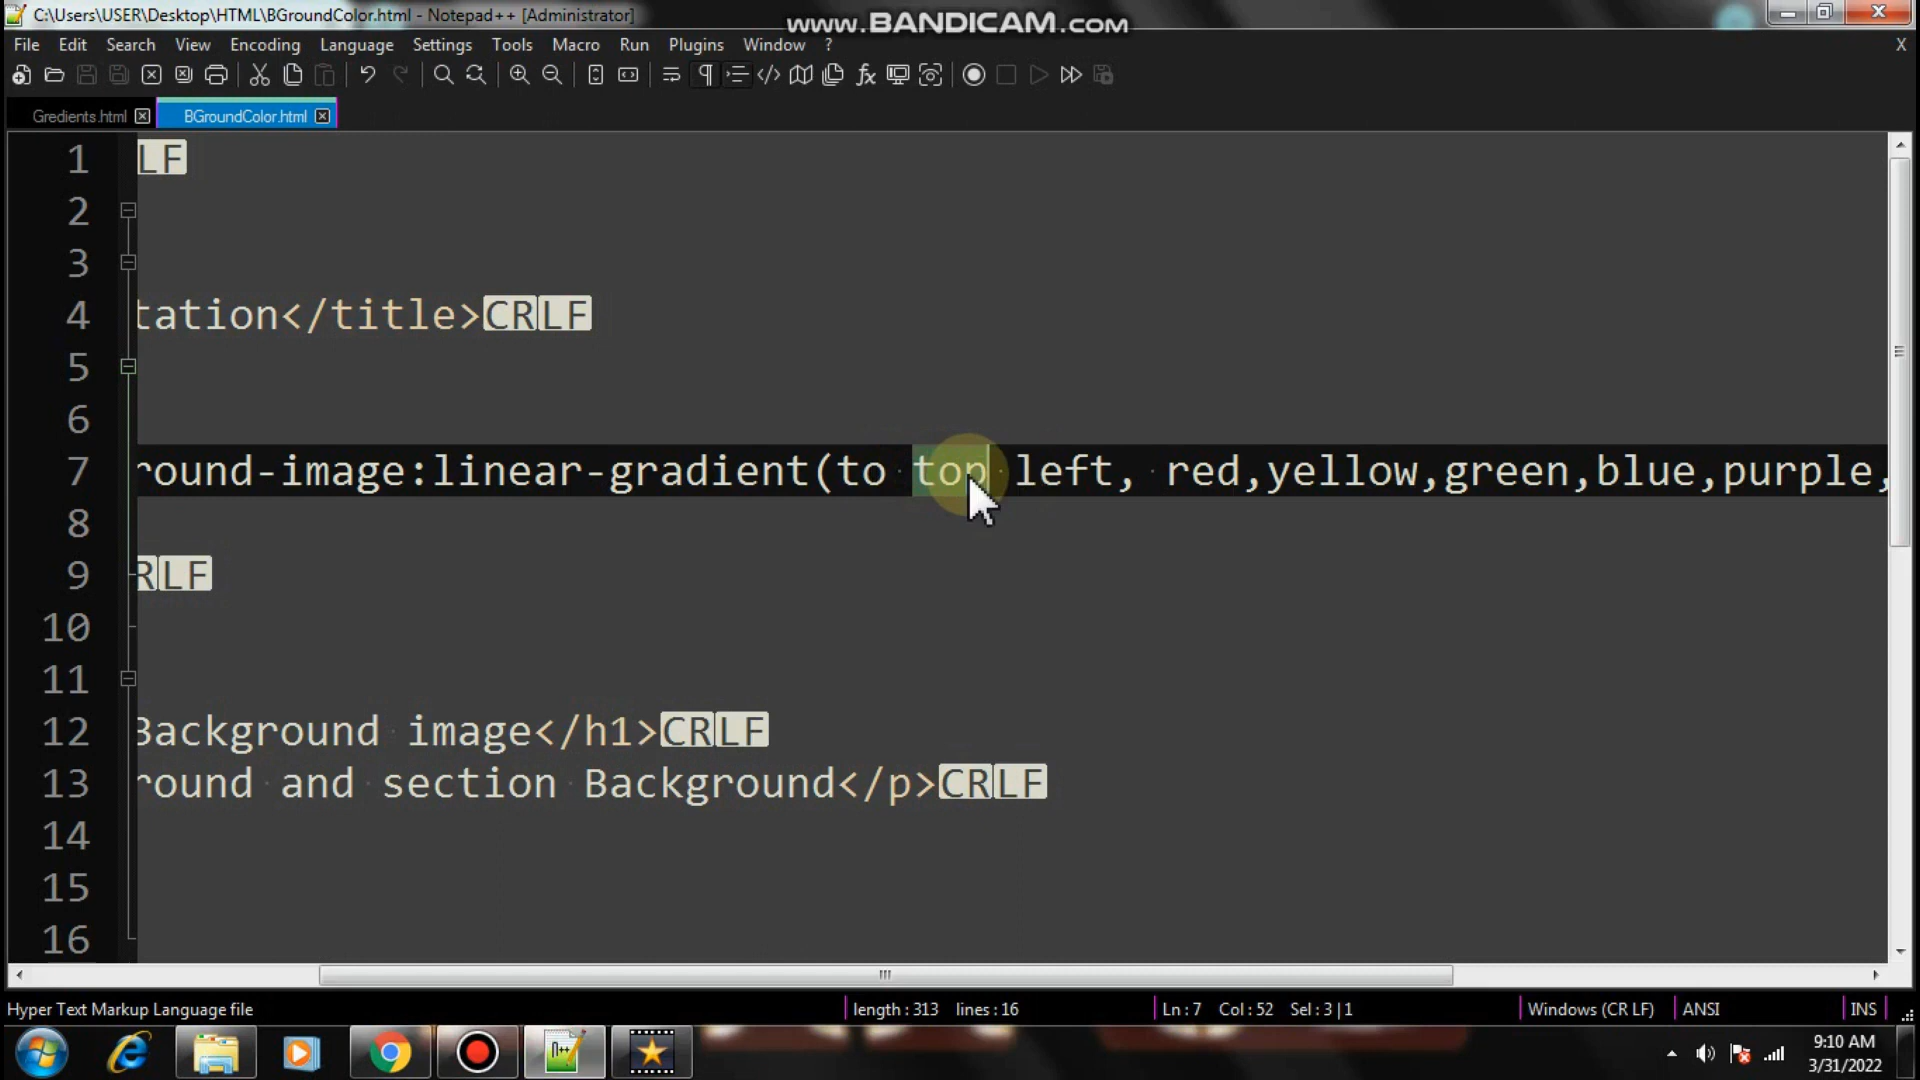 C:\Users\USER\Desktop\HTML\BGroundColor.html - Notepad++ [Administrator]
www.BANDICAM.com
File Edit Search View Encoding Language Settings Tools Macro Run Plugins Window ? X
Gredients.html BGroundColor.html
1 LF
2
3
4 tation</title>CRLF
5
6
7 round-image:linear-gradient(to top left, red,yellow,green,blue,purple,
8
9 RLF
10
11
12 Background image</h1>CRLF
13 round and section Background</p>CRLF
14
15
16
Hyper Text Markup Language file length : 313 lines : 16 Ln : 7 Col : 52 Sel : 3 | 1 Windows (CR LF) ANSI INS
9:10 AM
3/31/2022